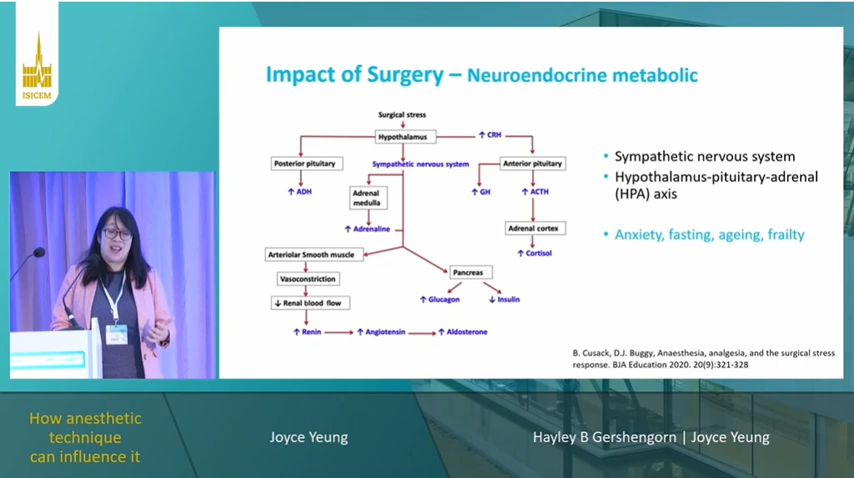 ISICEM
Impact of Surgery – Neuroendocrine metabolic
Surgical stress
Hypothalamus
↑ CRH
Posterior pituitary
Sympathetic nervous system
Anterior pituitary
↑ ADH
Adrenal
medulla
↑ GH
↑ ACTH
↑ Adrenaline
Adrenal cortex
↑ Cortisol
Arteriolar Smooth muscle
Vasoconstriction
Pancreas
↓ Renal blood flow
↑ Glucagon
↓ Insulin
↑ Renin
↑ Angiotensin
↑ Aldosterone
• Sympathetic nervous system
• Hypothalamus-pituitary-adrenal
(HPA) axis
• Anxiety, fasting, ageing, frailty
B. Cusack, D.J. Buggy, Anaesthesia, analgesia, and the surgical stress
response. BJA Education 2020. 20(9):321-328
How anesthetic
technique
can influence it
Joyce Yeung
Hayley B Gershengorn | Joyce Yeung